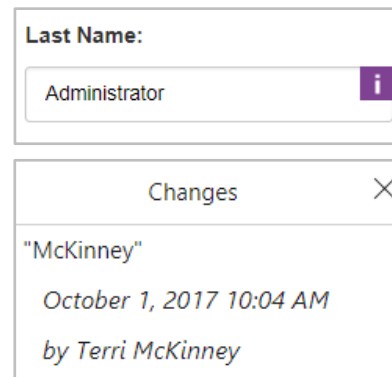 Last Name:
Administrator i
Changes
"McKinney"
October 1, 2017 10:04 AM
by Terri McKinney